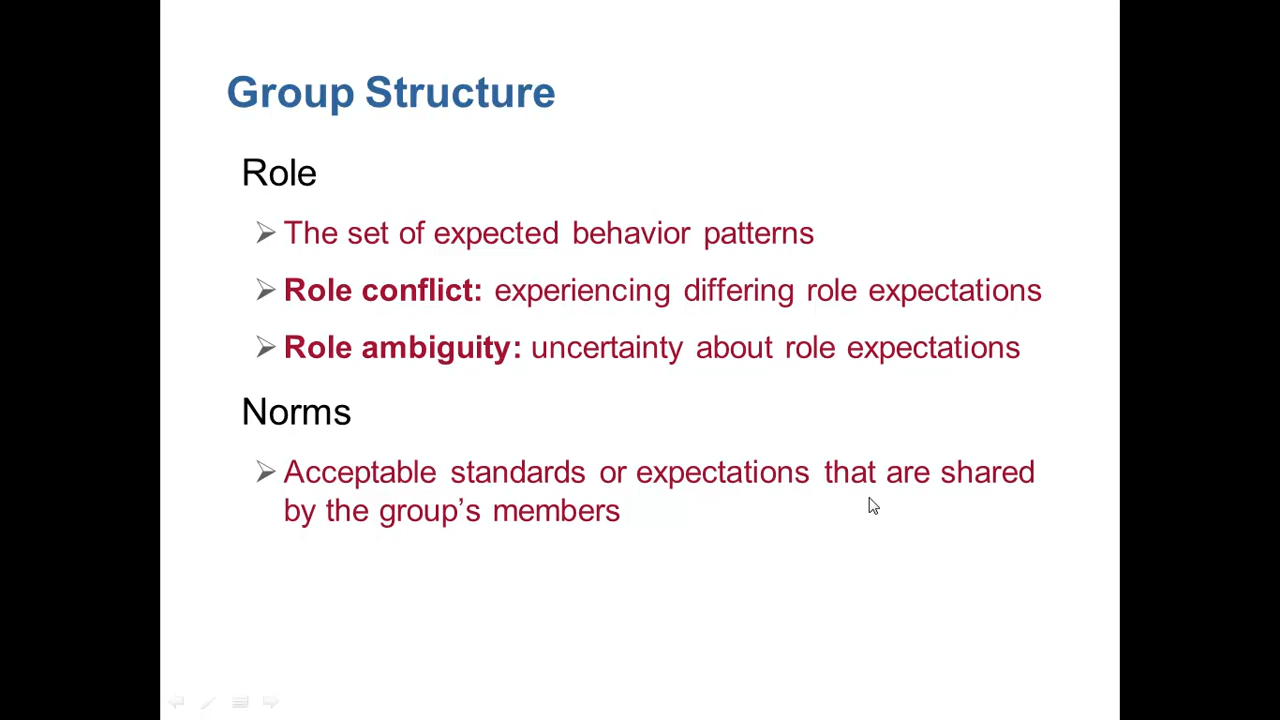 Group Structure
Role
The set of expected behavior patterns
Role conflict: experiencing differing role expectations
Role ambiguity: uncertainty about role expectations
Norms
Acceptable standards or expectations that are shared
by the group’s members